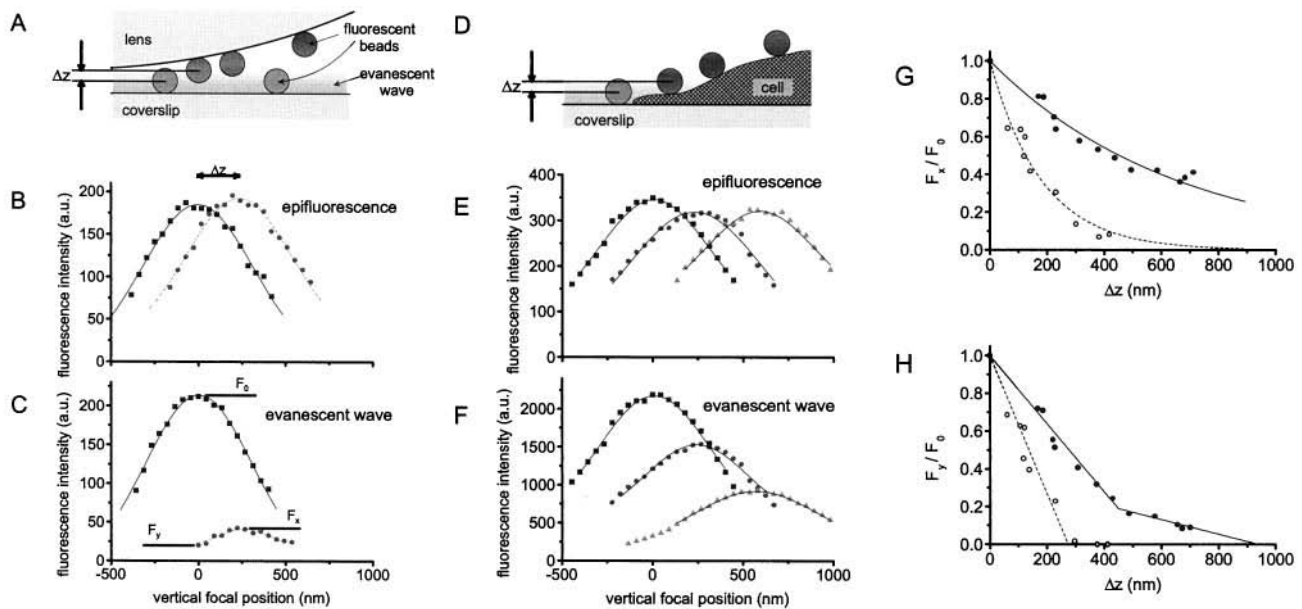 A
lens
fluorescent
beads
evanescent
wave
Δz
coverslip
D
Δz
cell
coverslip
B
fluorescence intensity (a.u.)
200
150
100
50
0
Δz
epifluorescence
C
fluorescence intensity (a.u.)
200
150
100
50
0
evanescent wave
F0
Fy
Fx
-500 0 500 1000
vertical focal position (nm)
E
fluorescence intensity (a.u.)
400
300
200
100
0
epifluorescence
F
fluorescence intensity (a.u.)
2000
1500
1000
500
0
evanescent wave
-500 0 500 1000
vertical focal position (nm)
G
Fx / F0
1.0
0.8
0.6
0.4
0.2
0.0
0 200 400 600 800 1000
Δz (nm)
H
Fy / F0
1.0
0.8
0.6
0.4
0.2
0.0
0 200 400 600 800 1000
Δz (nm)